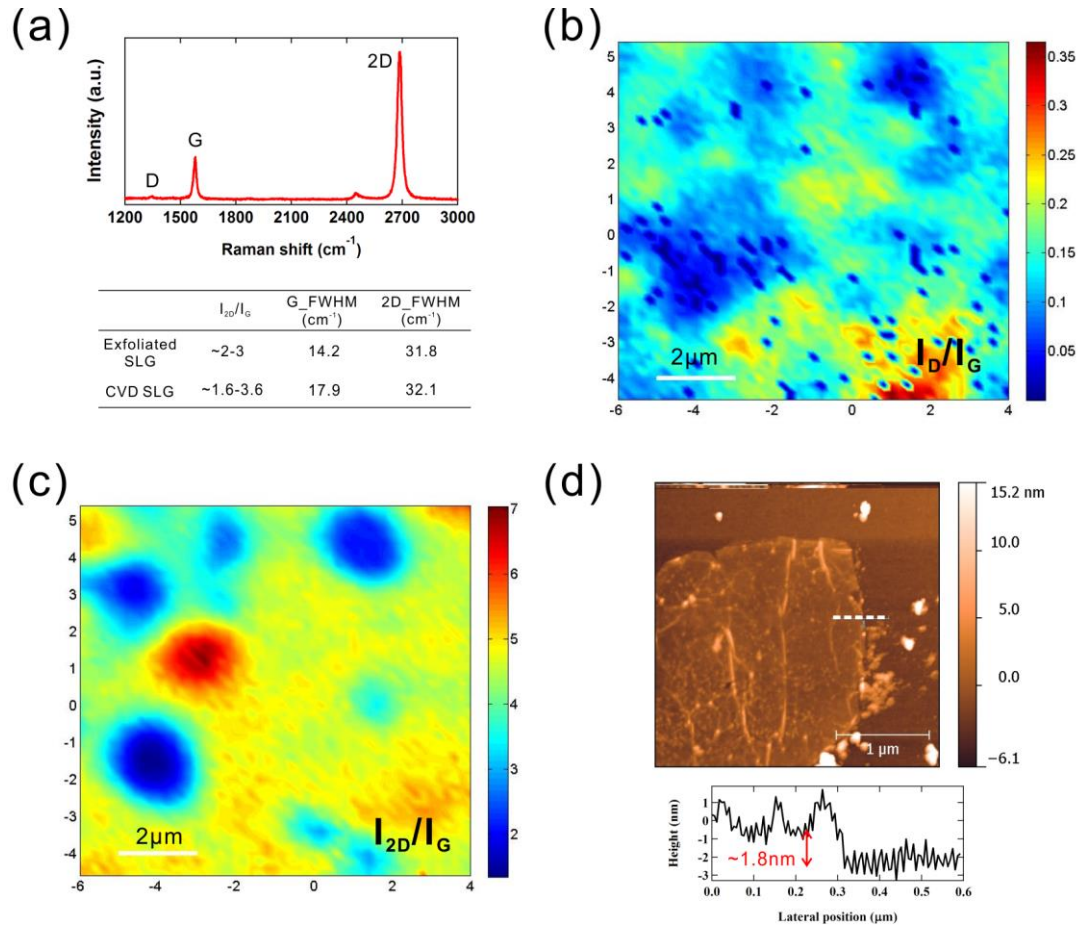 (a)
Intensity (a.u.)
D
G
2D
1200 1500 1800 2100 2400 2700 3000
Raman shift (cm⁻¹)
I2D/IG G_FWHM (cm⁻¹) 2D_FWHM (cm⁻¹)
Exfoliated SLG ~2-3 14.2 31.8
CVD SLG ~1.6-3.6 17.9 32.1
(b)
5
4
3
2
1
0
-1
-2
-3
-4
-6 -4 -2 0 2 4
2μm
ID/IG
0.35
0.3
0.25
0.2
0.15
0.1
0.05
(c)
5
4
3
2
1
0
-1
-2
-3
-4
-6 -4 -2 0 2 4
2μm
I2D/IG
7
6
5
4
3
2
(d)
1 μm
15.2 nm
10.0
5.0
0.0
−6.1
Height (nm)
1
0
-1
-2
-3
~1.8nm
0.0 0.1 0.2 0.3 0.4 0.5 0.6
Lateral position (μm)